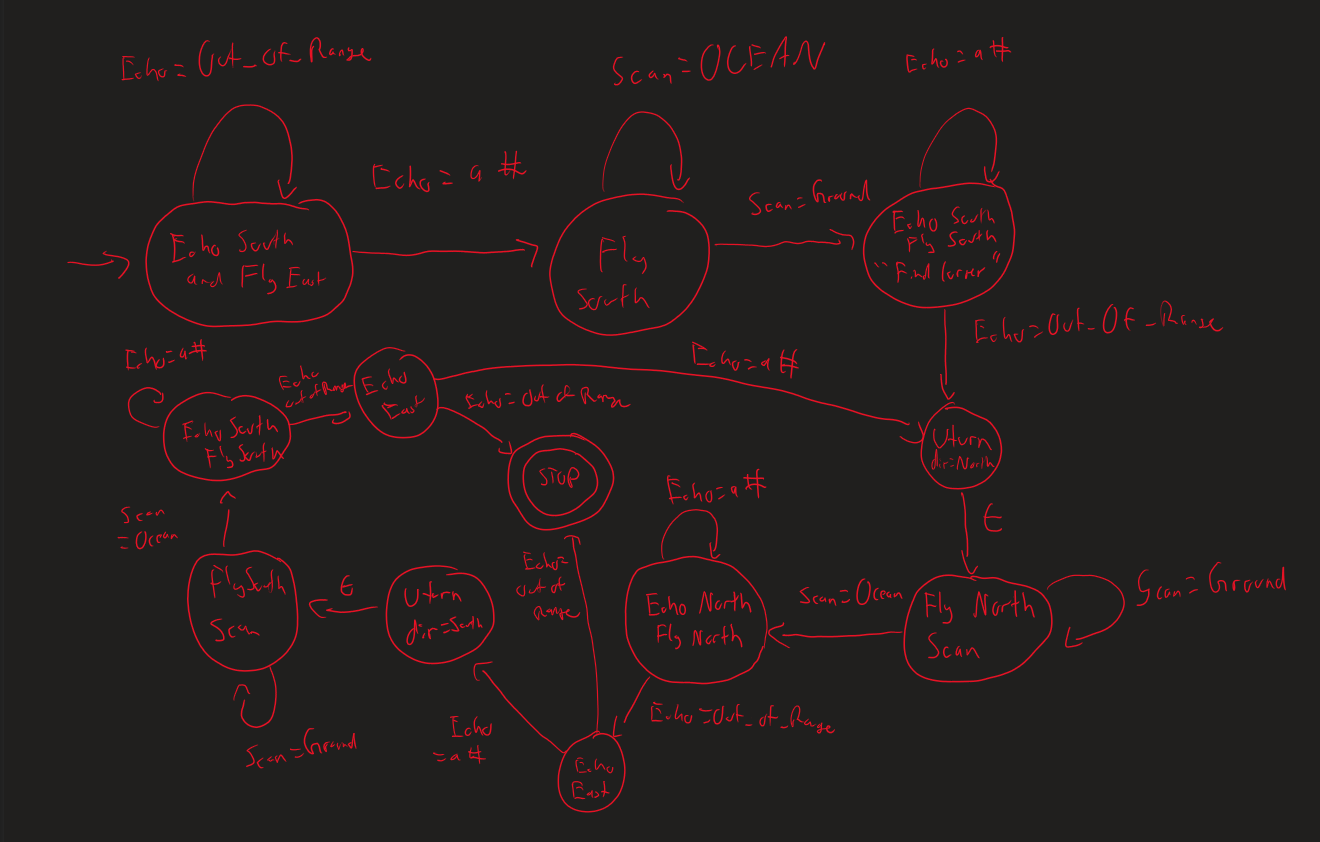 Echo = Out_of_Range
Scan = OCEAN
Echo = a #
Echo = a #
Scan = Ground
Echo South
and Fly East
Fly
South
Echo South
Fly South
"Find Corner"
Echo = Out_Of_Range
Echo = a #
Echo = a #
Echo
out of Range
Echo
East
Echo = Out of Range
Echo South
Fly South
Uturn
dir = North
STOP
Echo = a #
Scan
= Ocean
ϵ
Echo =
Out of
Range
Fly South
Scan
ϵ
Uturn
dir = South
Echo North
Fly North
Scan = Ocean
Fly North
Scan
Scan = Ground
Echo = Out_of_Range
Echo
= a #
Scan = Ground
Echo
East